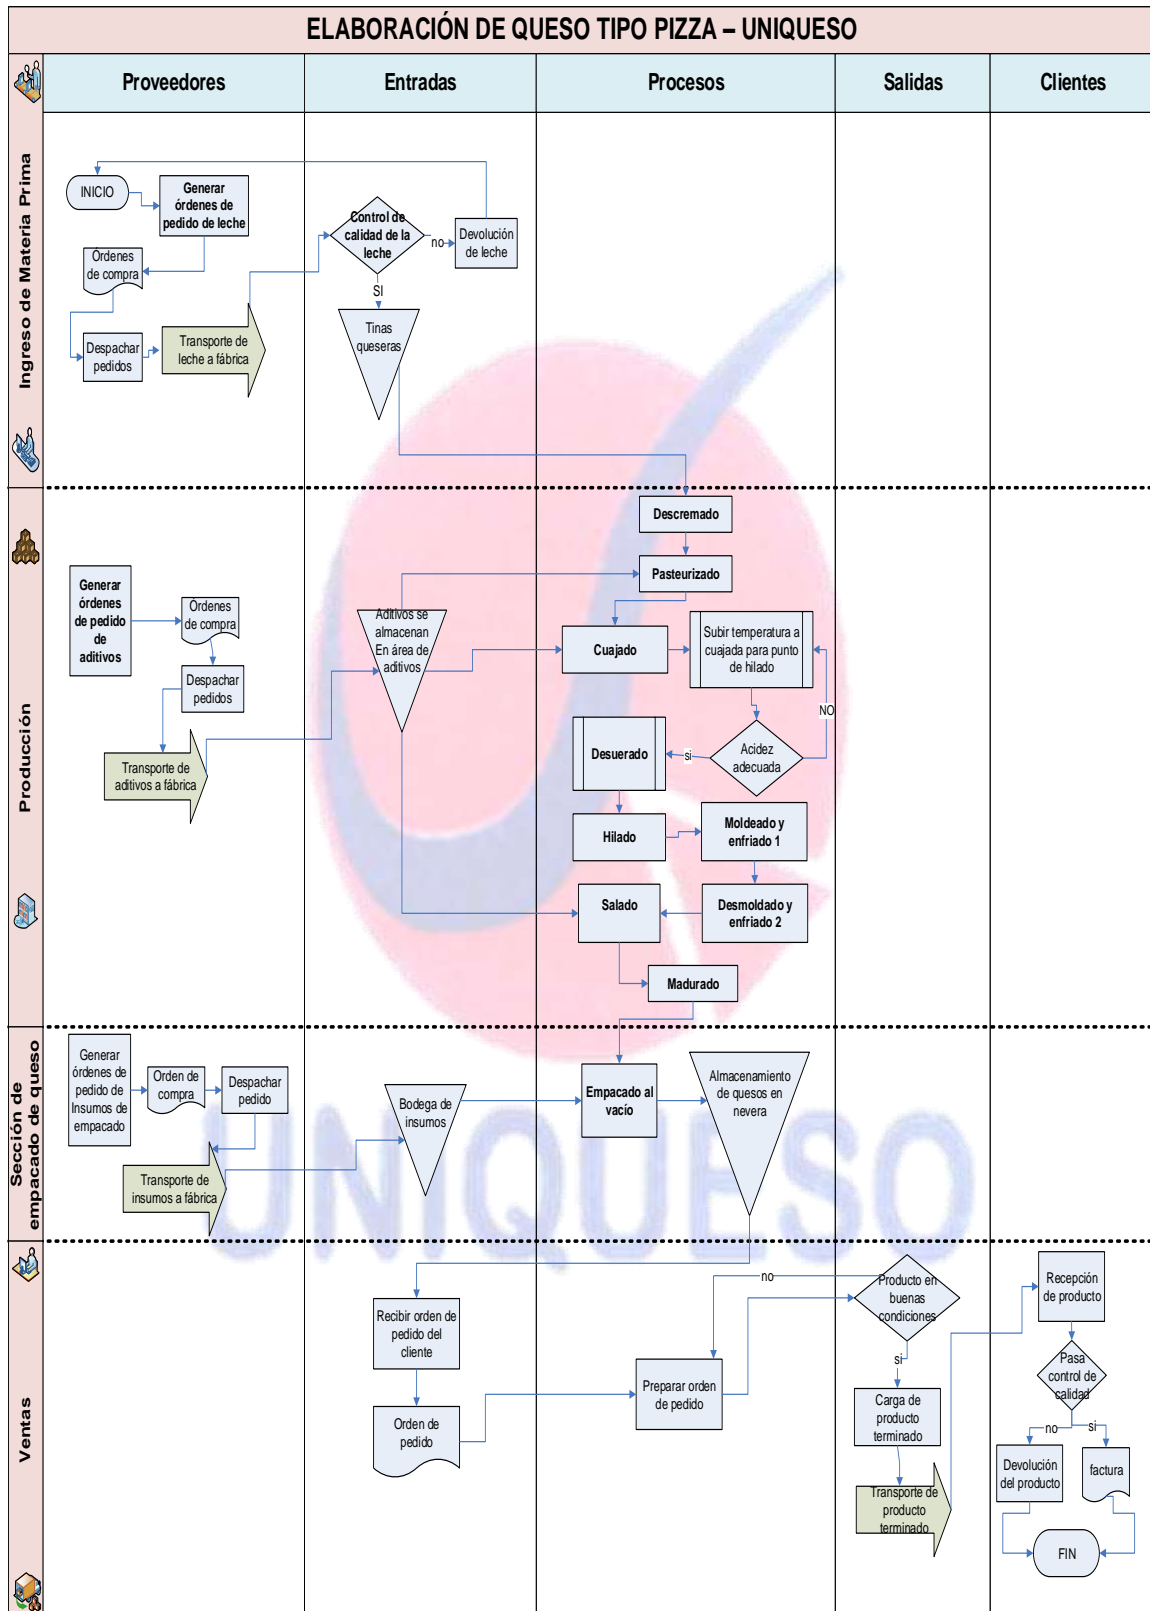 ELABORACIÓN DE QUESO TIPO PIZZA – UNIQUESO
Proveedores
Entradas
Procesos
Salidas
Clientes
Ingreso de Materia Prima
INICIO
Generar
órdenes de
pedido de leche
Órdenes
de compra
Despachar
pedidos
Transporte de
leche a fábrica
Control de
calidad de la
leche
no
Devolución
de leche
SI
Tinas
queseras
Producción
Generar
órdenes
de pedido
de
aditivos
Órdenes
de compra
Despachar
pedidos
Transporte de
aditivos a fábrica
Aditivos se
almacenan
En área de
aditivos
Descremado
Pasteurizado
Cuajado
Subir temperatura a
cuajada para punto
de hilado
NO
Acidez
adecuada
si
Desuerado
Hilado
Moldeado y
enfriado 1
Desmoldado y
enfriado 2
Salado
Madurado
Sección de
empacado de queso
Generar
órdenes de
pedido de
Insumos de
empacado
Orden de
compra
Despachar
pedido
Transporte de
insumos a fábrica
Bodega de
insumos
Empacado al
vacío
Almacenamiento
de quesos en
nevera
UNIQUESO
Ventas
Recibir orden de
pedido del
cliente
Orden de
pedido
Preparar orden
de pedido
no
Producto en
buenas
condiciones
si
Carga de
producto
terminado
Transporte de
producto
terminado
Recepción
de producto
Pasa
control de
calidad
no
si
Devolución
del producto
factura
FIN